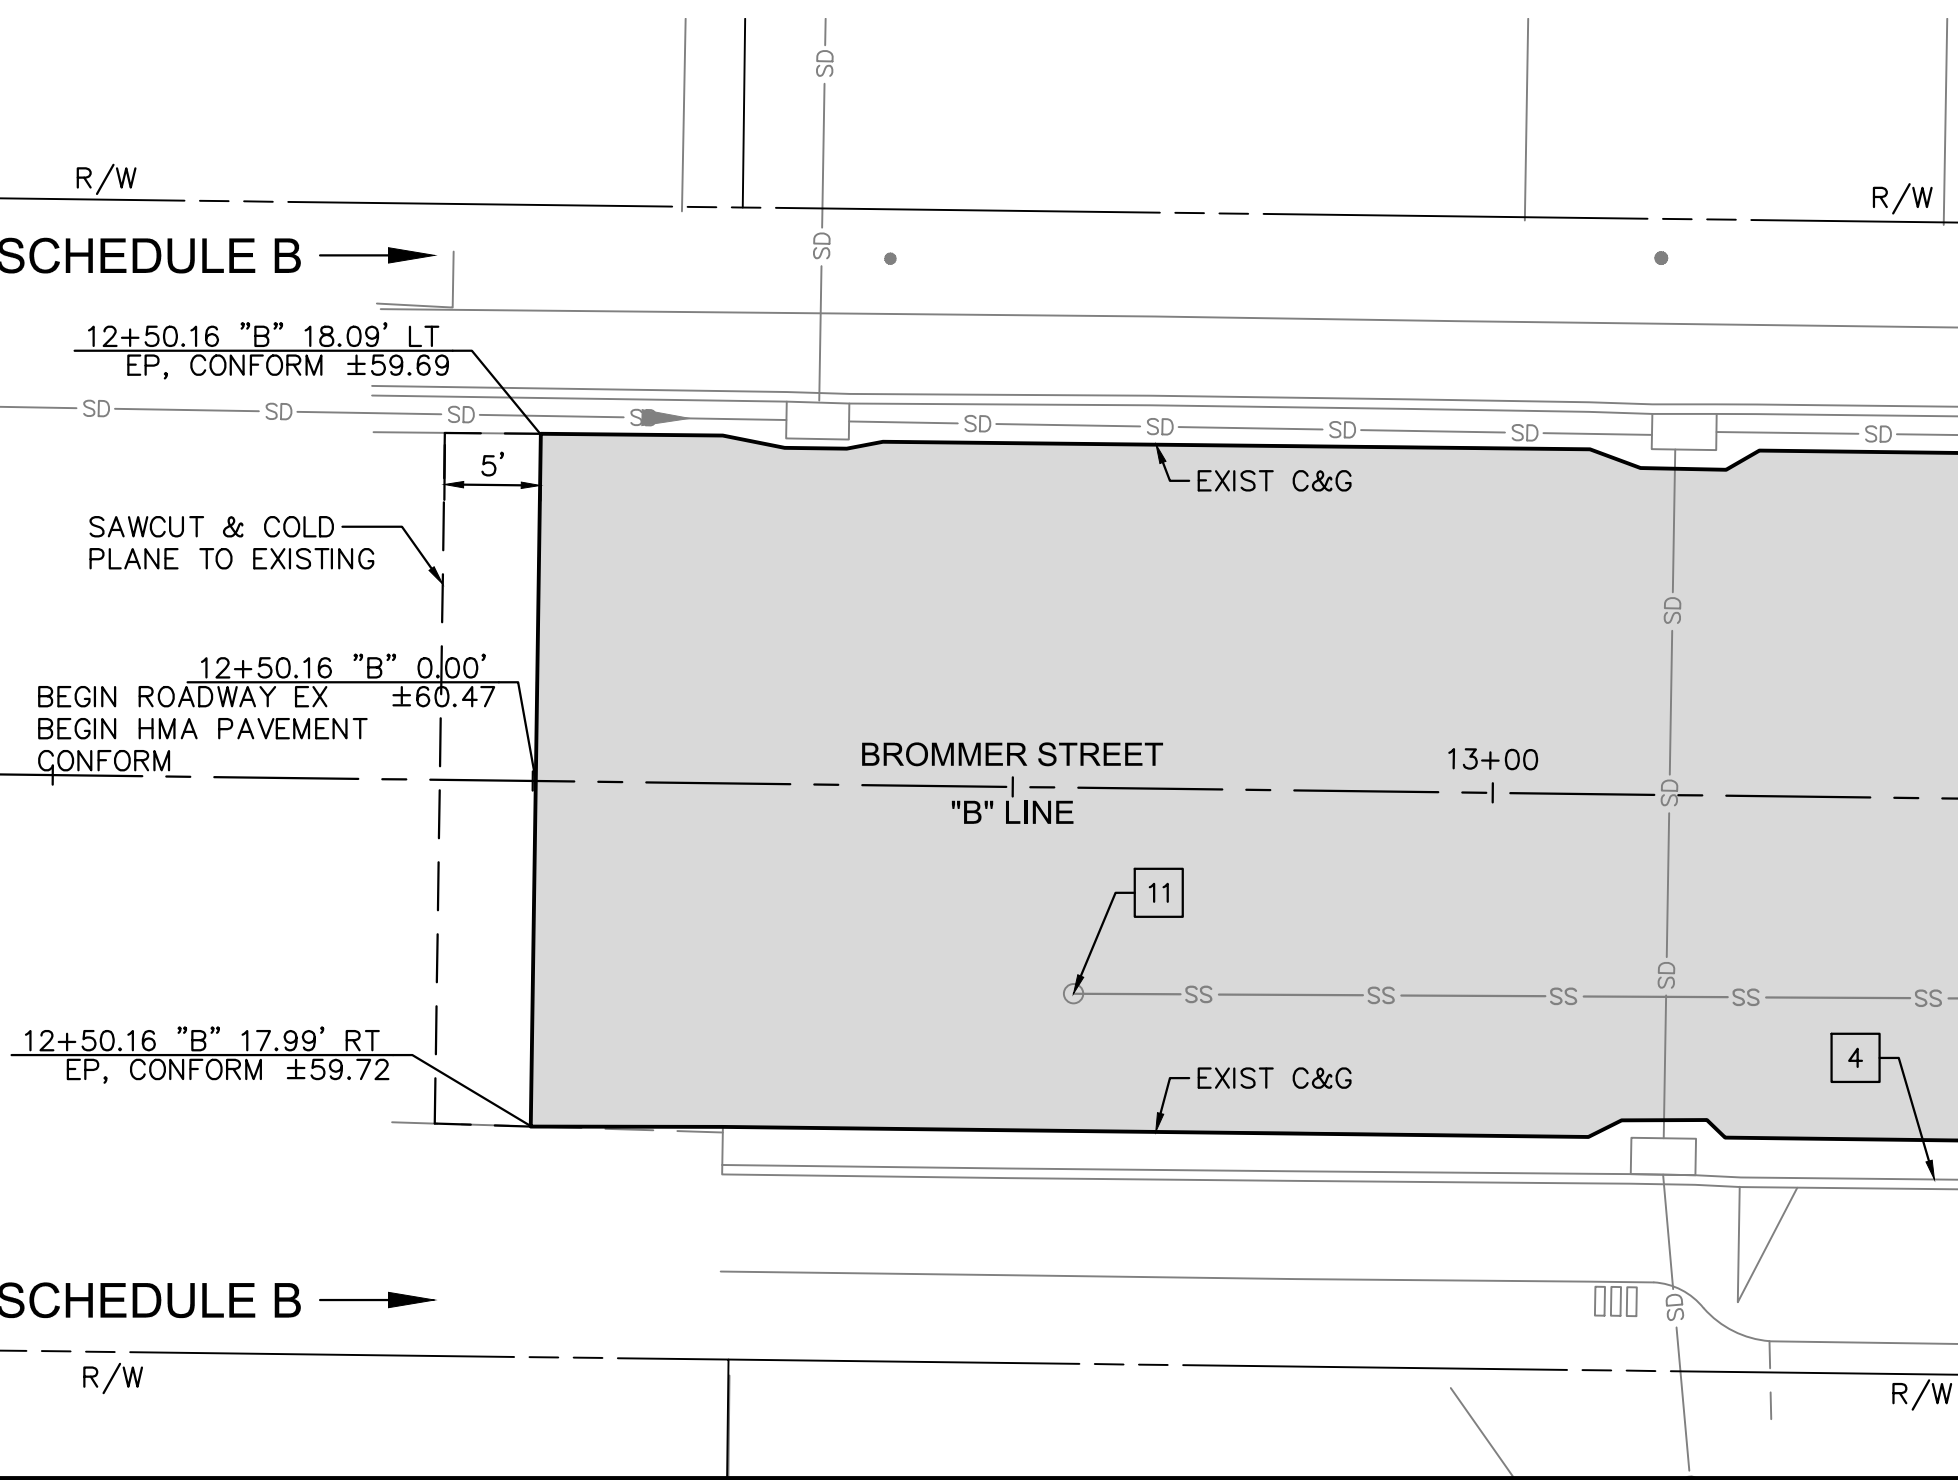 SD
R/W
R/W
SD
SCHEDULE B
12+50.16 "B" 18.09' LT
EP, CONFORM ±59.69
SD SD SD SD SD SD SD SD SD
5'
EXIST C&G
SAWCUT & COLD
PLANE TO EXISTING
SD
12+50.16 "B" 0.00'
BEGIN ROADWAY EX ±60.47
BEGIN HMA PAVEMENT
CONFORM
BROMMER STREET
"B" LINE
13+00
SD
11
SD
SS SS SS SS SS
12+50.16 "B" 17.99' RT
EP, CONFORM ±59.72
EXIST C&G
4
SCHEDULE B
SD
R/W
R/W